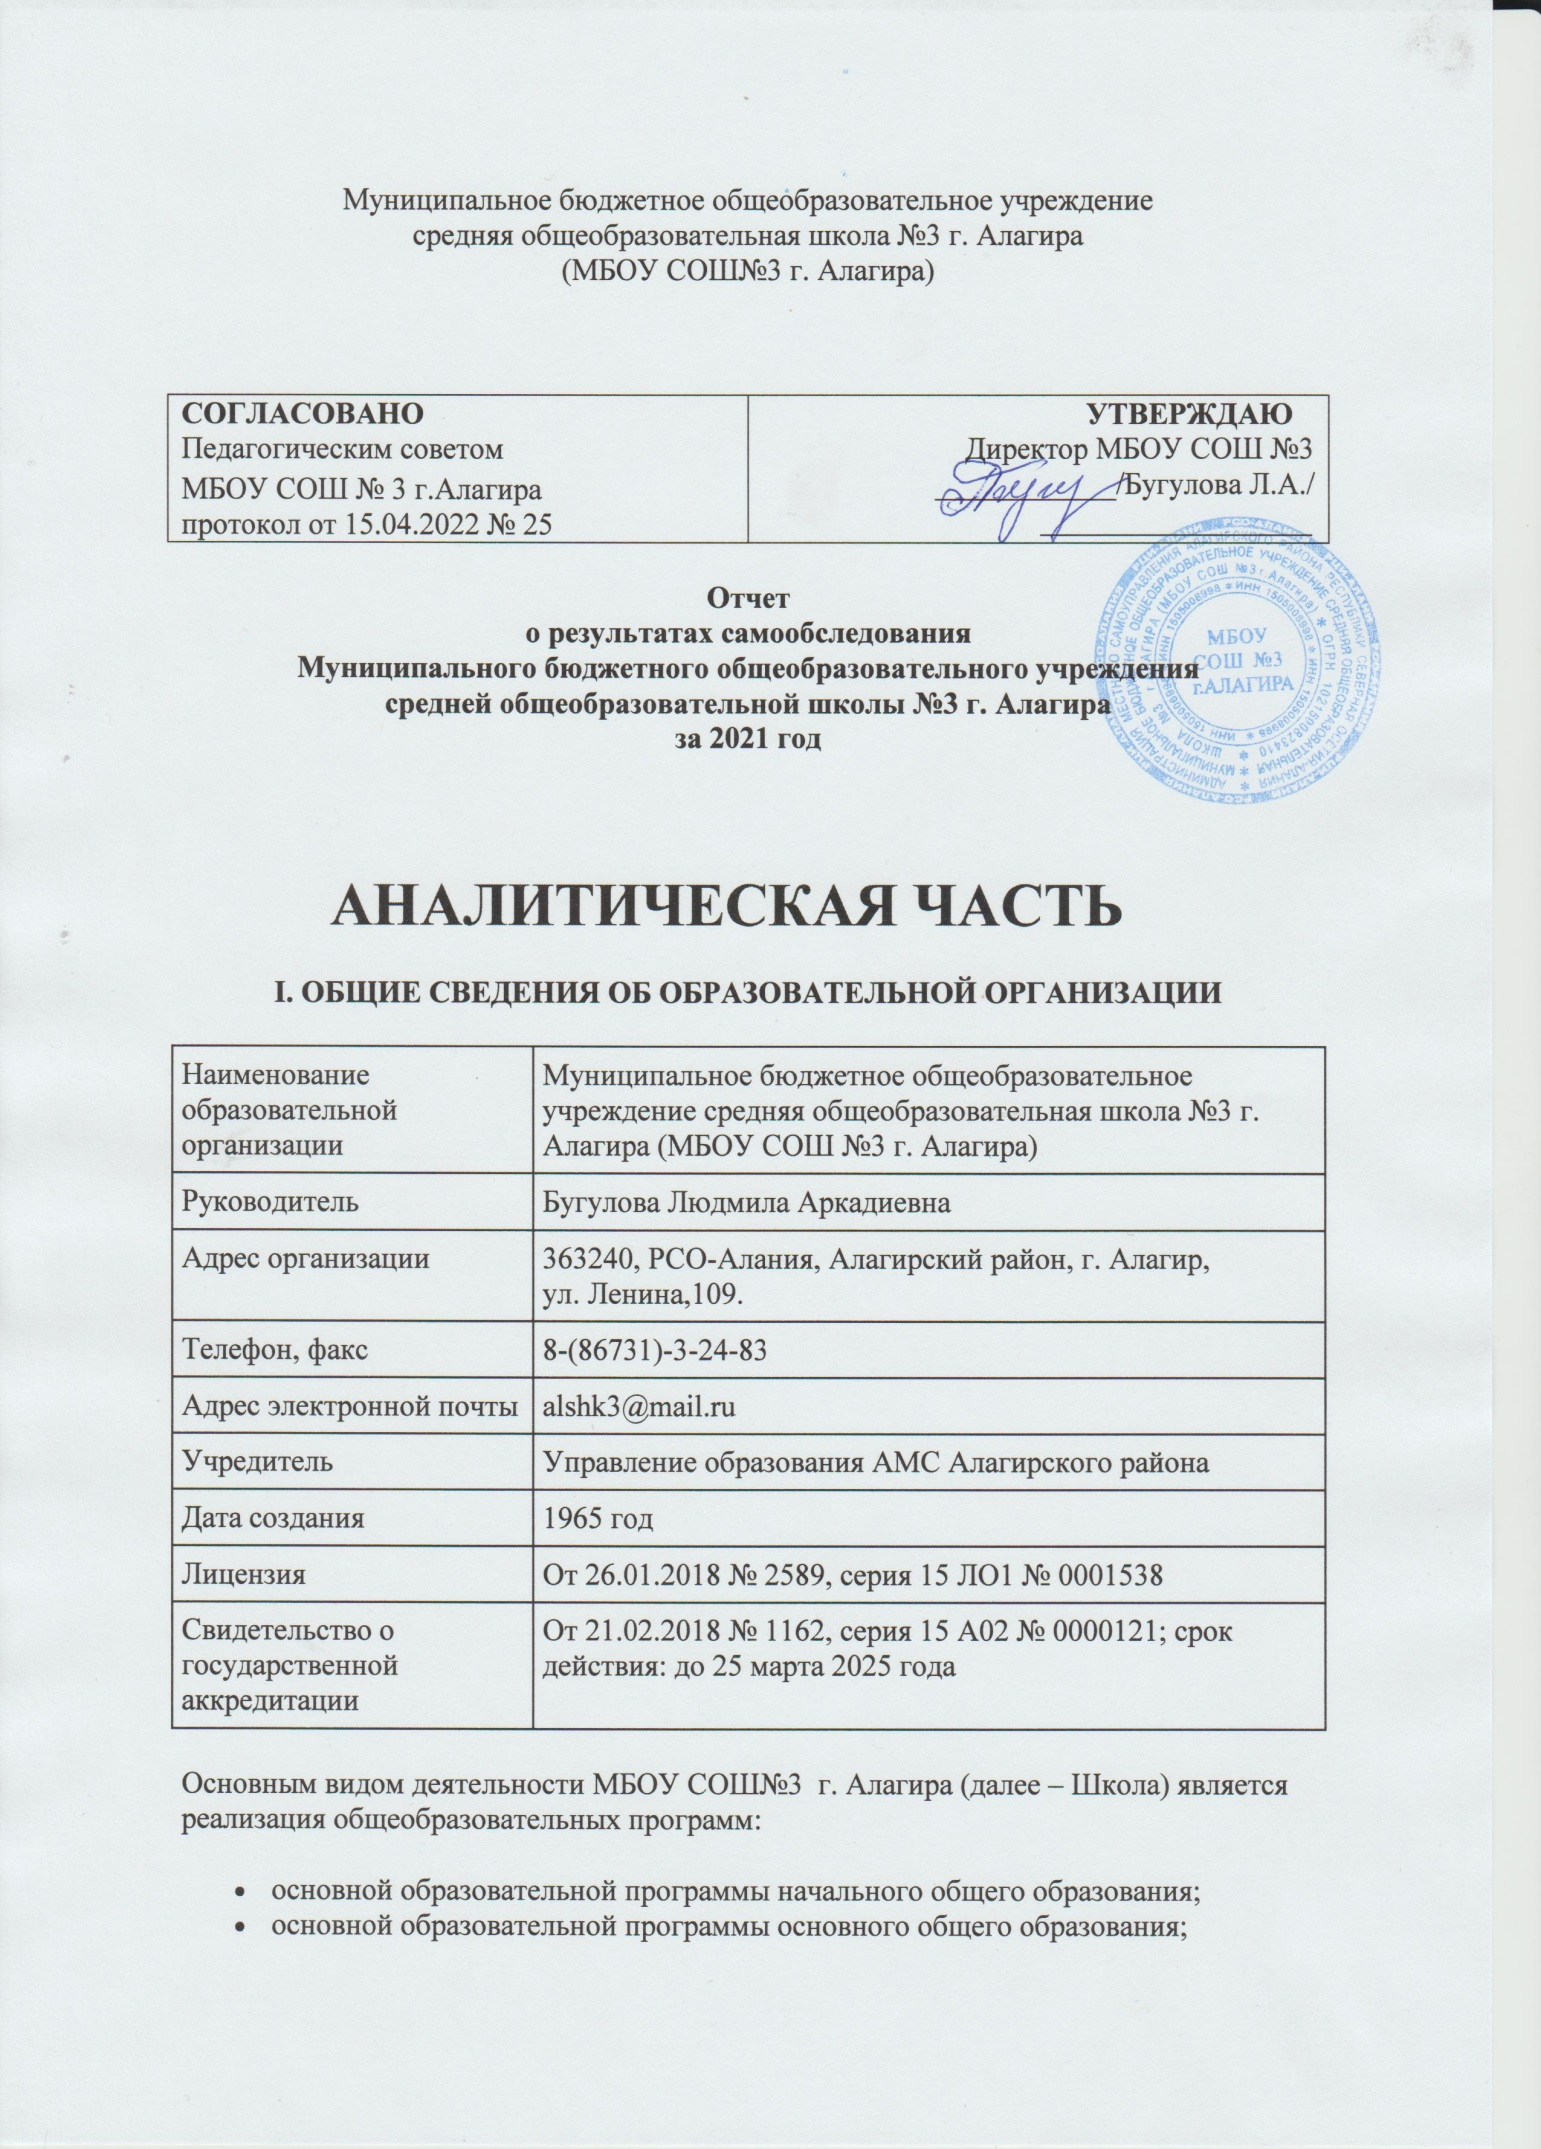 Муниципальное бюджетное общеобразовательное учреждение
средняя общеобразовательная школа №3 г. Алагира
(МБОУ СОШ№3 г. Алагира)
СОГЛАСОВАНО
Педагогическим советом
МБОУ СОШ № 3 г.Алагира
протокол от 15.04.2022 № 25
УТВЕРЖДАЮ
Директор МБОУ СОШ №3
/Бугулова Л.А./
МБОУ
СОШ №3
г.АЛАГИРА
Отчет
о результатах самообследования
Муниципального бюджетного общеобразовательного учреждения
средней общеобразовательной школы №3 г. Алагира
за 2021 год
АНАЛИТИЧЕСКАЯ ЧАСТЬ
I. ОБЩИЕ СВЕДЕНИЯ ОБ ОБРАЗОВАТЕЛЬНОЙ ОРГАНИЗАЦИИ
Наименование
образовательной
организации
Муниципальное бюджетное общеобразовательное
учреждение средняя общеобразовательная школа №3 г.
Алагира (МБОУ СОШ №3 г. Алагира)
Руководитель
Бугулова Людмила Аркадиевна
Адрес организации
363240, РСО-Алания, Алагирский район, г. Алагир,
ул. Ленина,109.
Телефон, факс
8-(86731)-3-24-83
Адрес электронной почты
alshk3@mail.ru
Учредитель
Управление образования АМС Алагирского района
Дата создания
1965 год
Лицензия
От 26.01.2018 № 2589, серия 15 ЛО1 № 0001538
Свидетельство о
государственной
аккредитации
От 21.02.2018 № 1162, серия 15 А02 № 0000121; срок
действия: до 25 марта 2025 года
Основным видом деятельности МБОУ СОШ№3 г. Алагира (далее – Школа) является
реализация общеобразовательных программ:
• основной образовательной программы начального общего образования;
• основной образовательной программы основного общего образования;